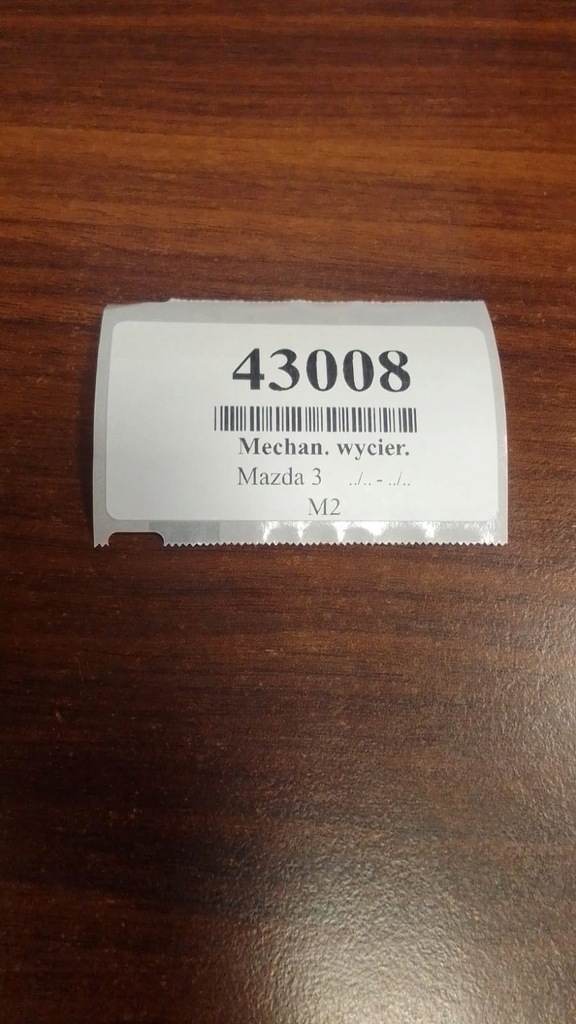 43008
Mechan. wycier.
Mazda 3 ../.. - ../..
M2